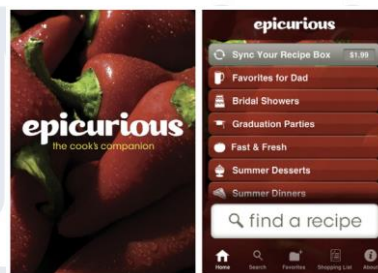 epicurious
the cook's companion
epicurious
Sync Your Recipe Box $1.99
Favorites for Dad
Bridal Showers
Graduation Parties
Fast & Fresh
Summer Desserts
Summer Dinners
find a recipe
Home Search Favorites Shopping List About